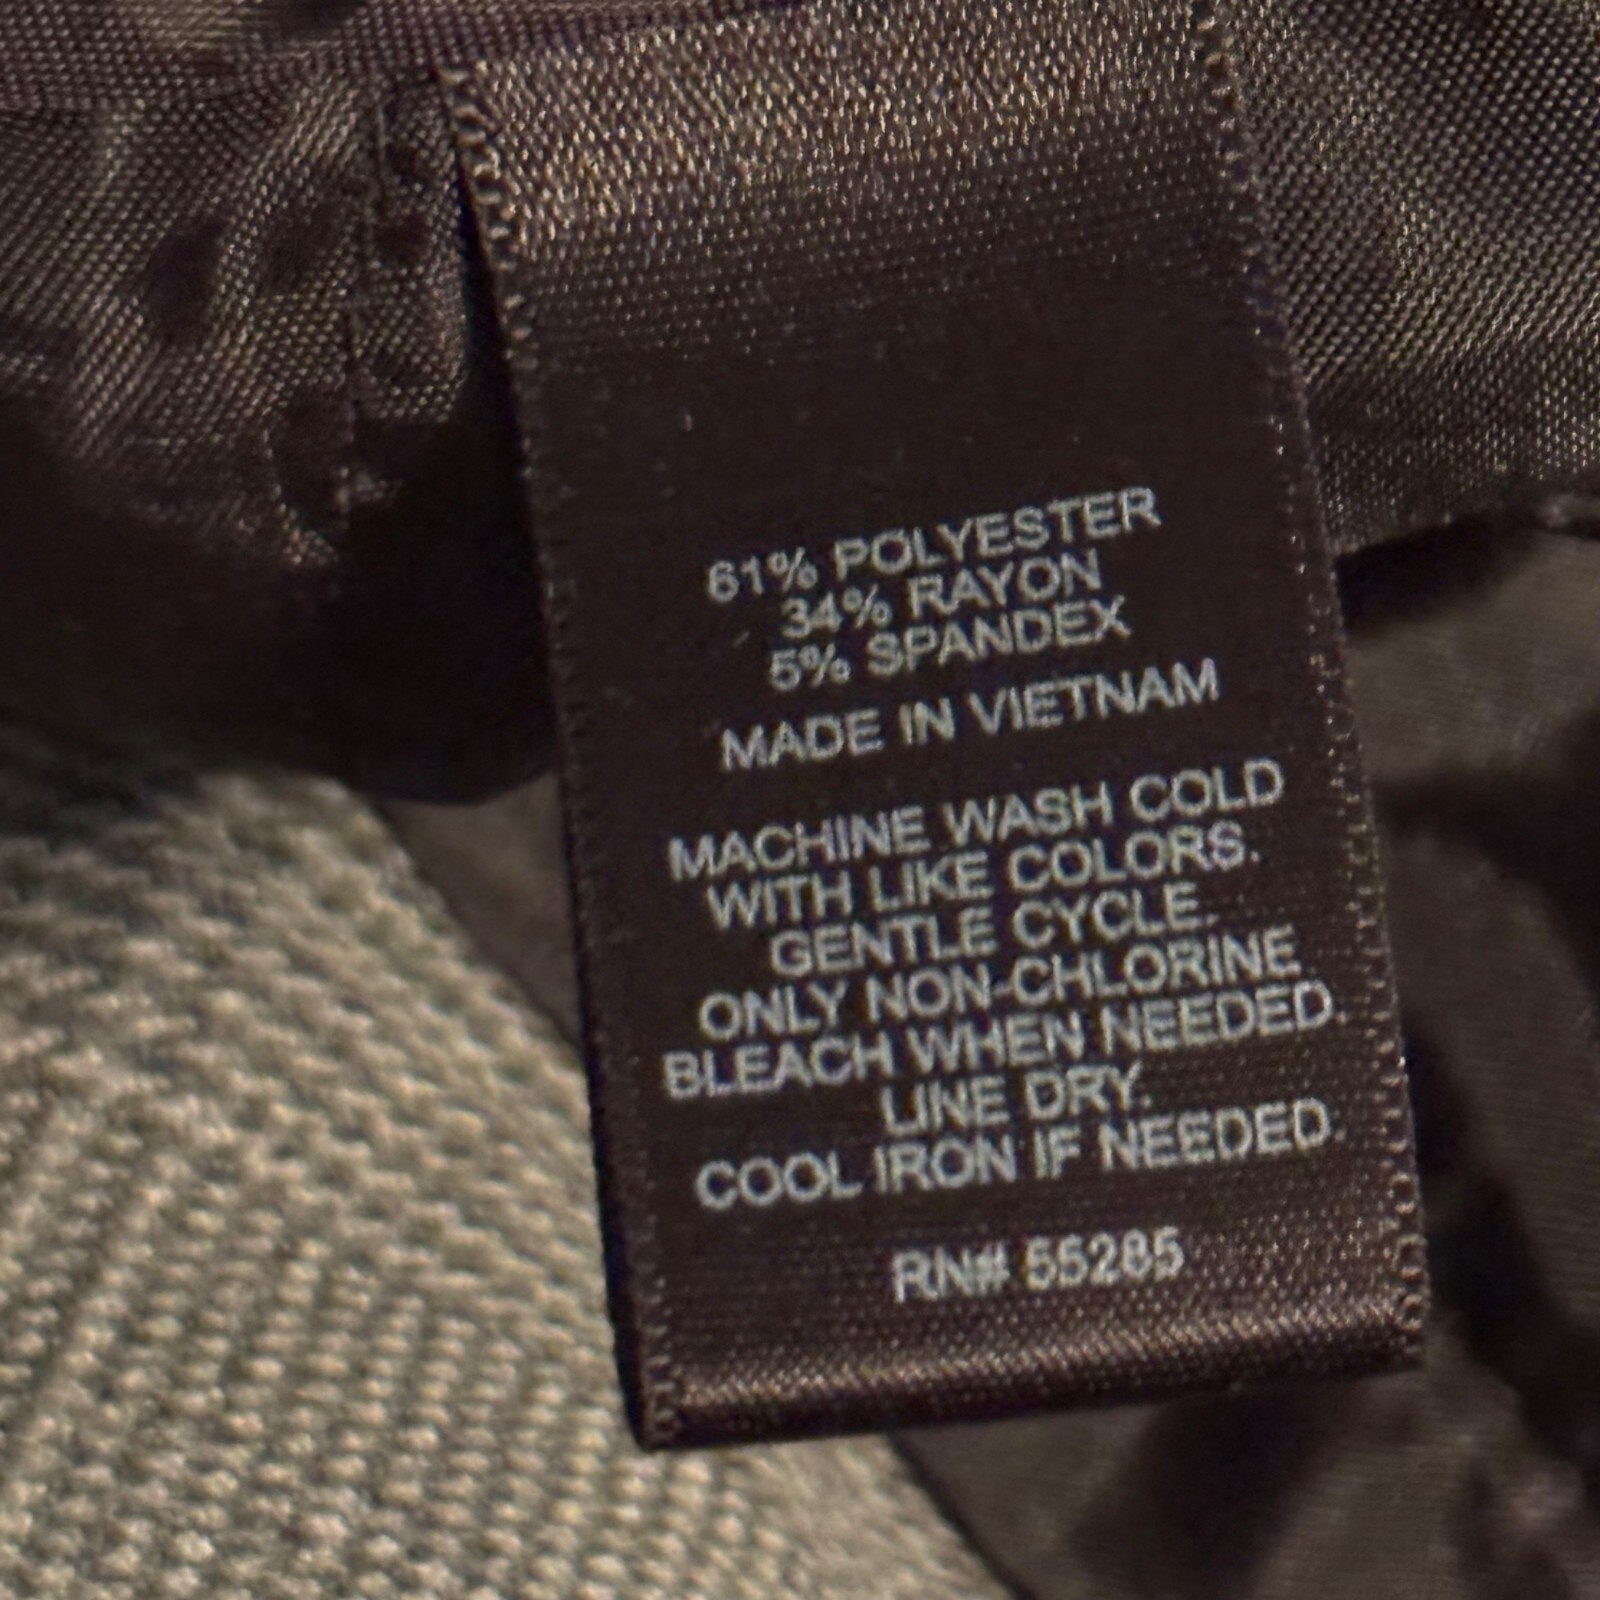 61% POLYESTER
34% RAYON
5% SPANDEX
MADE IN VIETNAM
MACHINE WASH COLD
WITH LIKE COLORS.
GENTLE CYCLE.
ONLY NON-CHLORINE
BLEACH WHEN NEEDED.
LINE DRY.
COOL IRON IF NEEDED.
RN# 55285